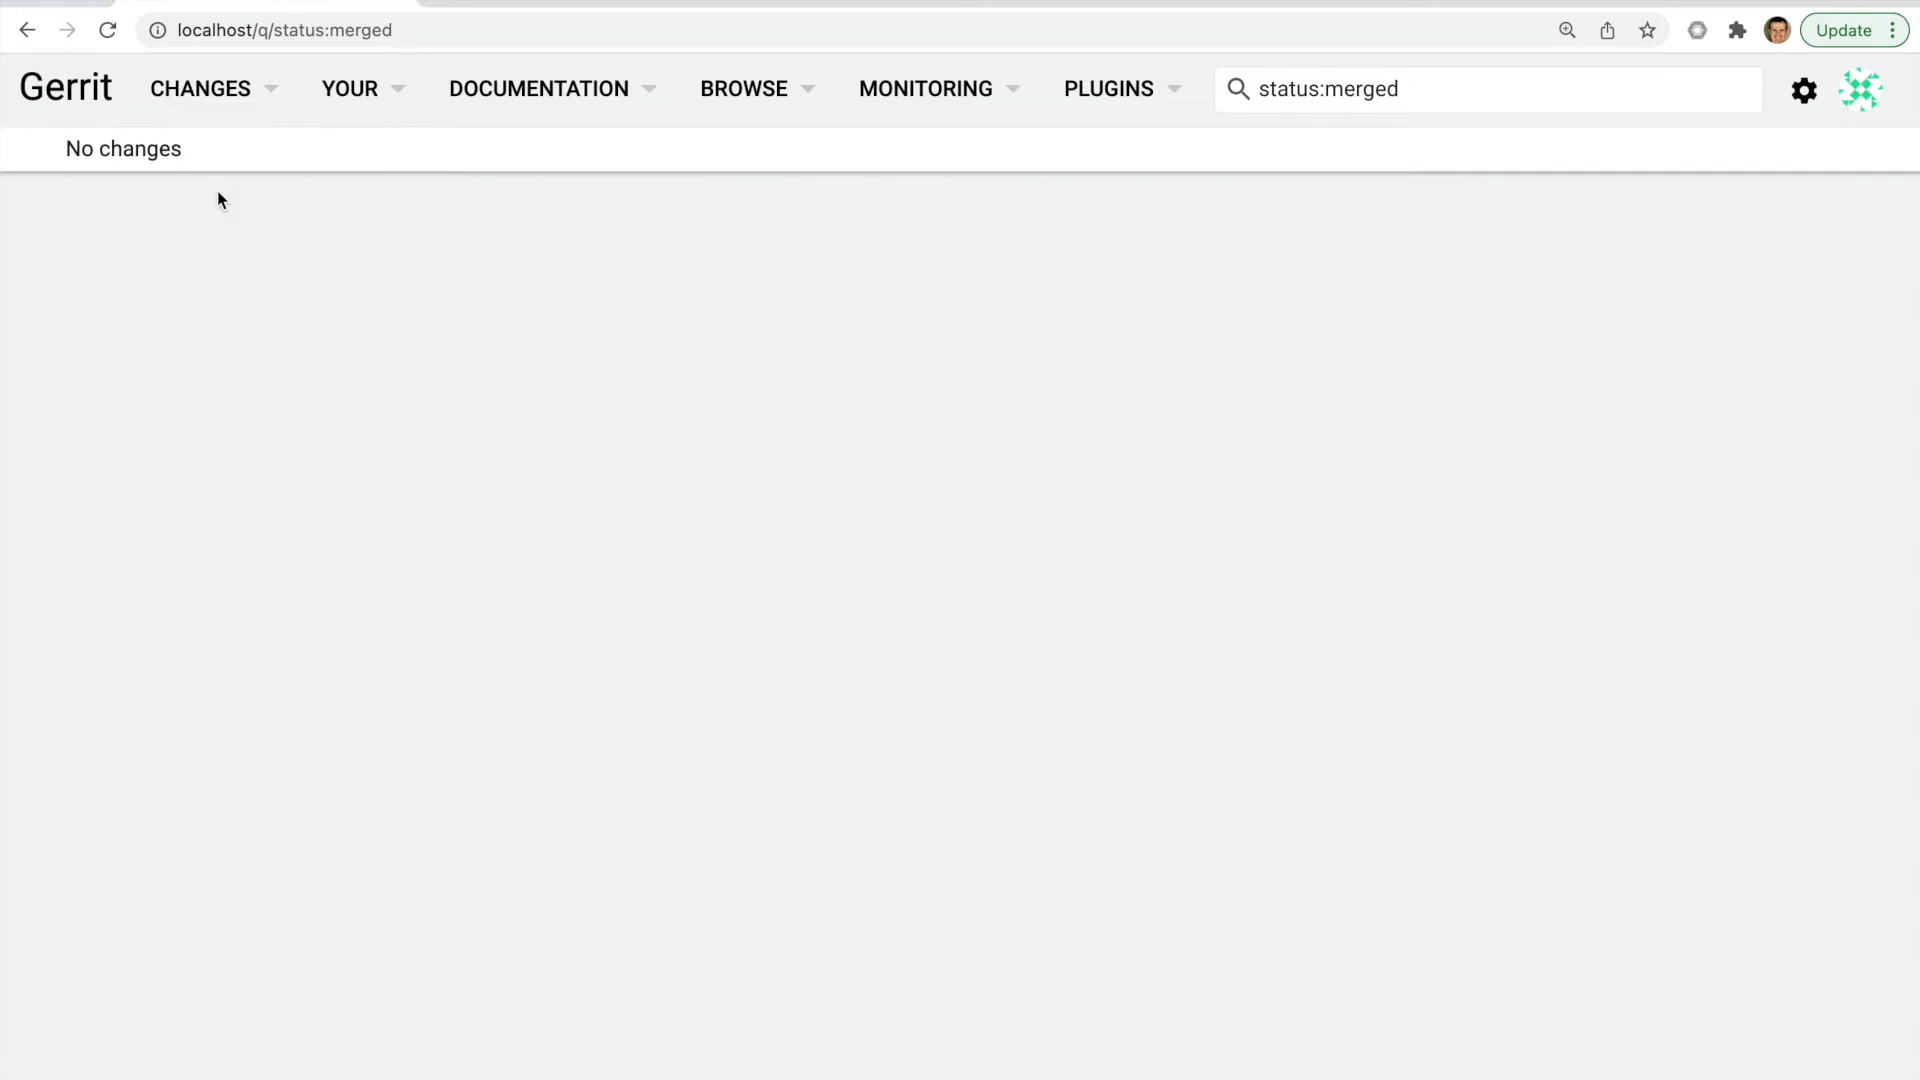 localhost/q/status:merged
Update
Gerrit CHANGES YOUR DOCUMENTATION BROWSE MONITORING PLUGINS status:merged
No changes